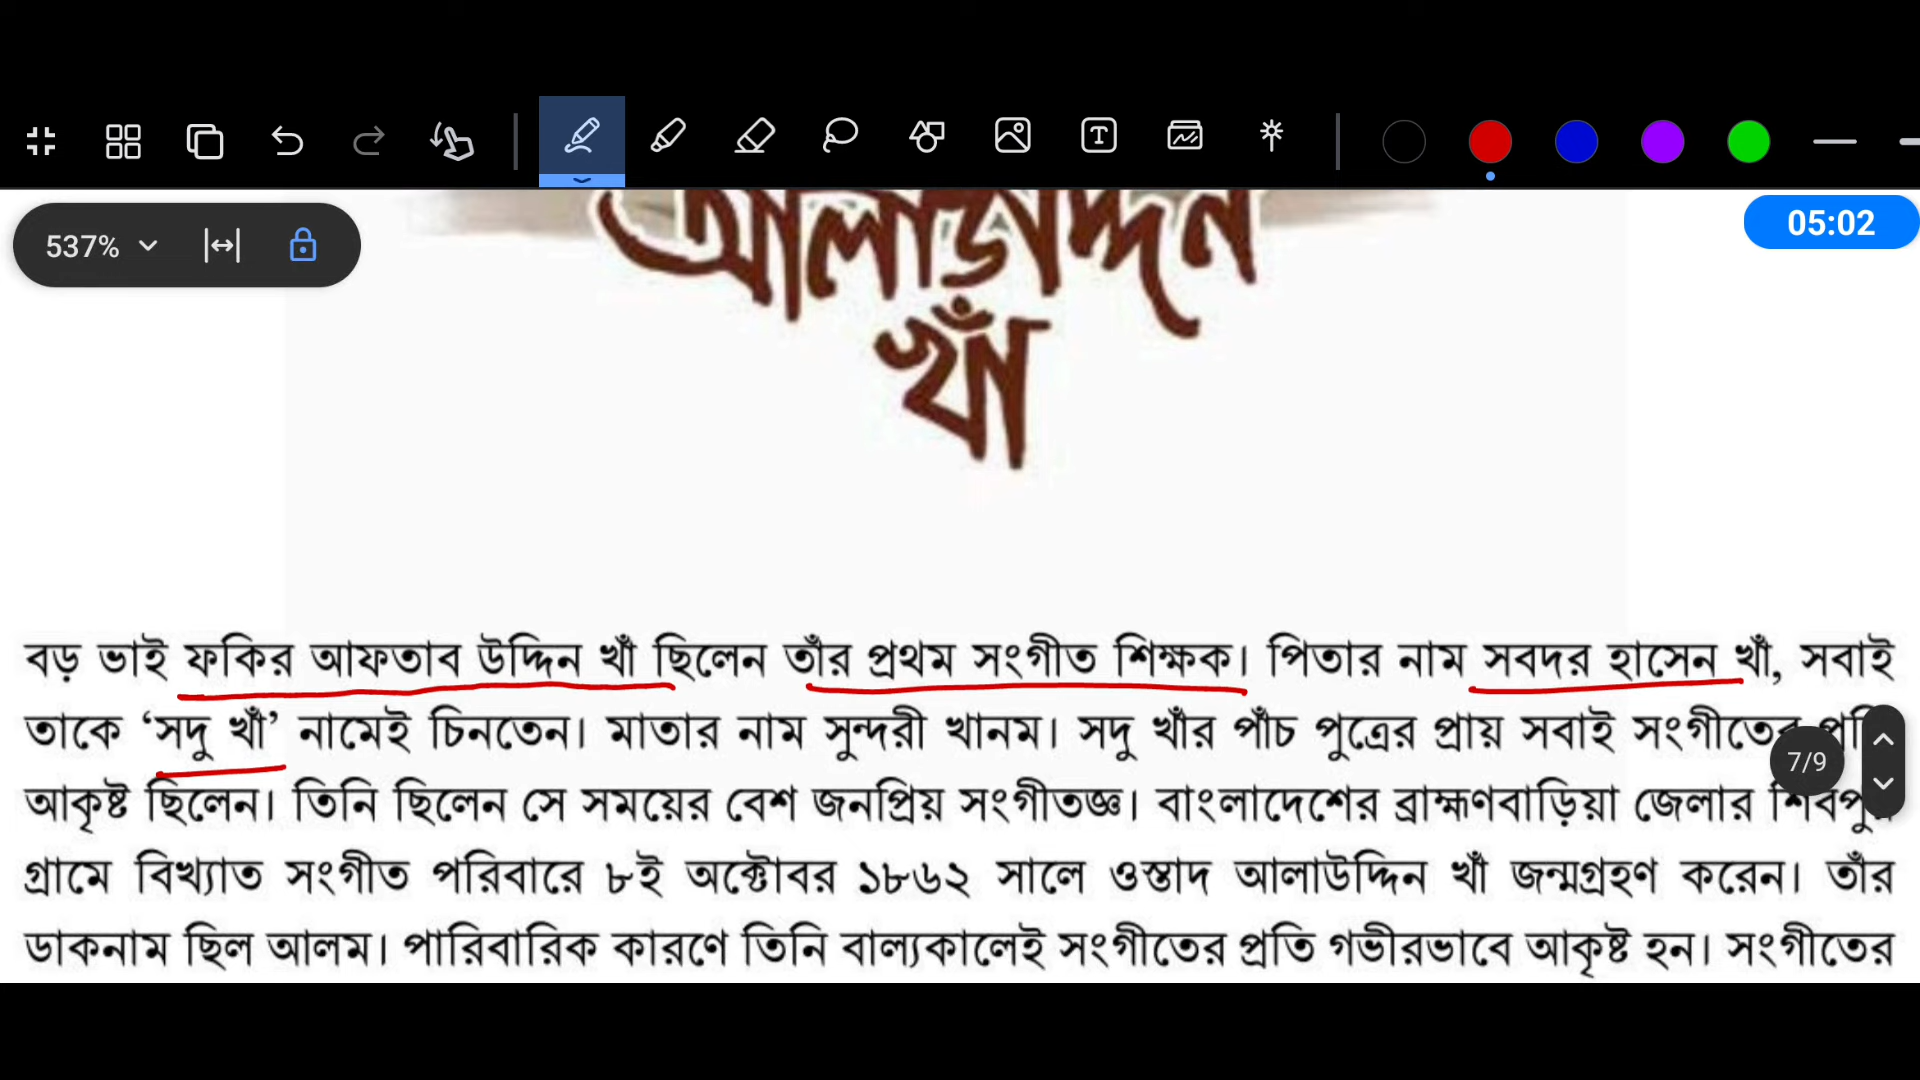 537%
05:02
আলাউদ্দিন
খাঁ
বড় ভাই ফকির আফতাব উদ্দিন খাঁ ছিলেন তাঁর প্রথম সংগীত শিক্ষক। পিতার নাম সবদর হাসেন খাঁ, সবাই
তাকে ‘সদু খাঁ’ নামেই চিনতেন। মাতার নাম সুন্দরী খানম। সদু খাঁর পাঁচ পুত্রের প্রায় সবাই সংগীতের
7/9
আকৃষ্ট ছিলেন। তিনি ছিলেন সে সময়ের বেশ জনপ্রিয় সংগীতজ্ঞ। বাংলাদেশের ব্রাহ্মণবাড়িয়া জেলার
গ্রামে বিখ্যাত সংগীত পরিবারে ৮ই অক্টোবর ১৮৬২ সালে ওস্তাদ আলাউদ্দিন খাঁ জন্মগ্রহণ করেন। তাঁর
ডাকনাম ছিল আলম। পারিবারিক কারণে তিনি বাল্যকালেই সংগীতের প্রতি গভীরভাবে আকৃষ্ট হন। সংগীতের